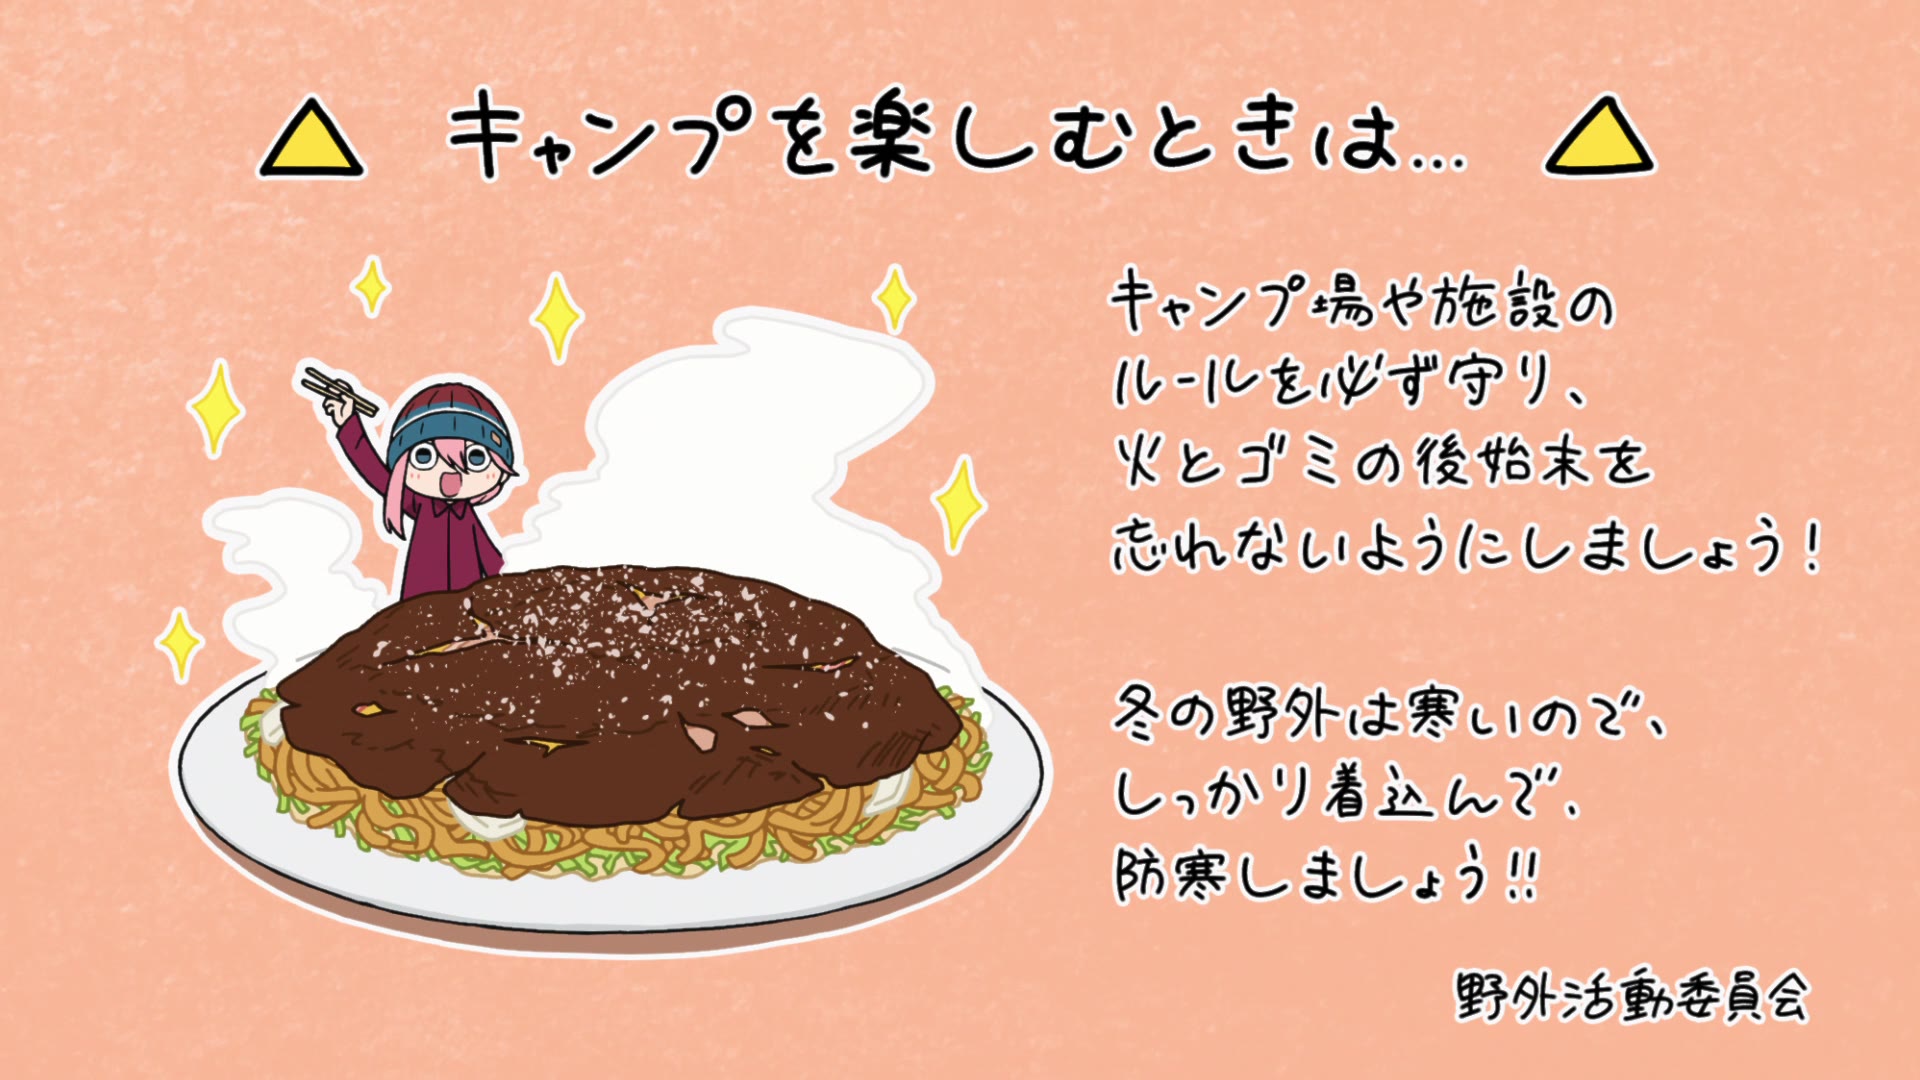 キャンプを楽しむときは…
キャンプ場や施設の
ルールを必ず守り、
火とゴミの後始末を
忘れないようにしましょう!
冬の野外は寒いので、
しっかり着込んで、
防寒しましょう!!
野外活動委員会